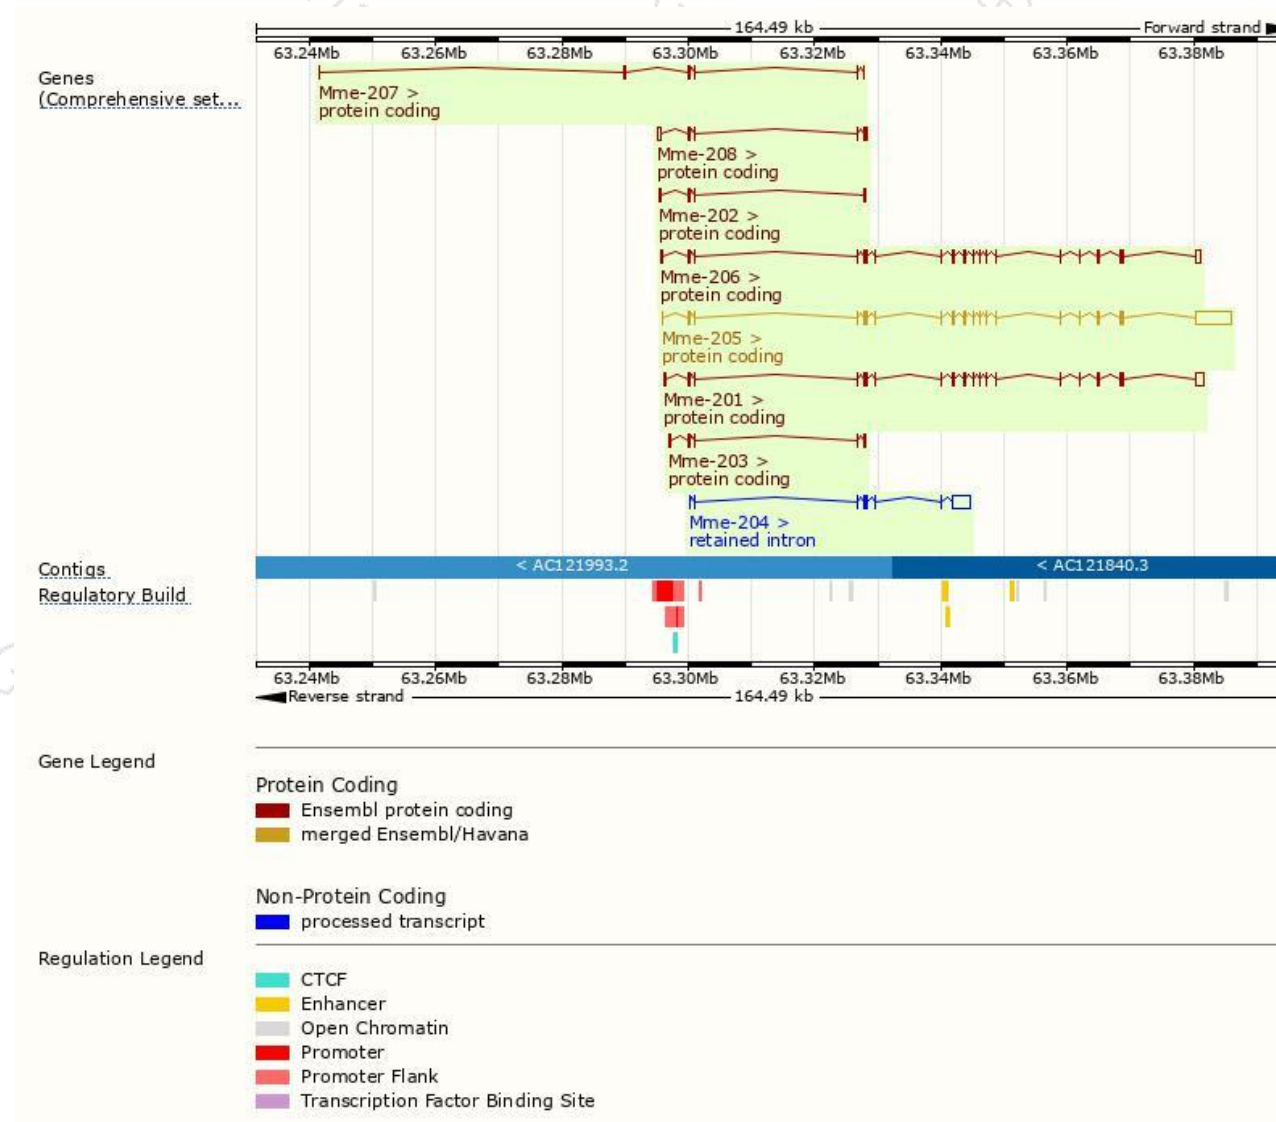 164.49 kb Forward strand
63.24Mb 63.26Mb 63.28Mb 63.30Mb 63.32Mb 63.34Mb 63.36Mb 63.38Mb
Genes
(Comprehensive set...
Mme-207 >
protein coding
Mme-208 >
protein coding
Mme-202 >
protein coding
Mme-206 >
protein coding
Mme-205 >
protein coding
Mme-201 >
protein coding
Mme-203 >
protein coding
Mme-204 >
retained intron
Contigs < AC121993.2 < AC121840.3
Regulatory Build
63.24Mb 63.26Mb 63.28Mb 63.30Mb 63.32Mb 63.34Mb 63.36Mb 63.38Mb
Reverse strand 164.49 kb
Gene Legend
Protein Coding
Ensembl protein coding
merged Ensembl/Havana
Non-Protein Coding
processed transcript
Regulation Legend
CTCF
Enhancer
Open Chromatin
Promoter
Promoter Flank
Transcription Factor Binding Site